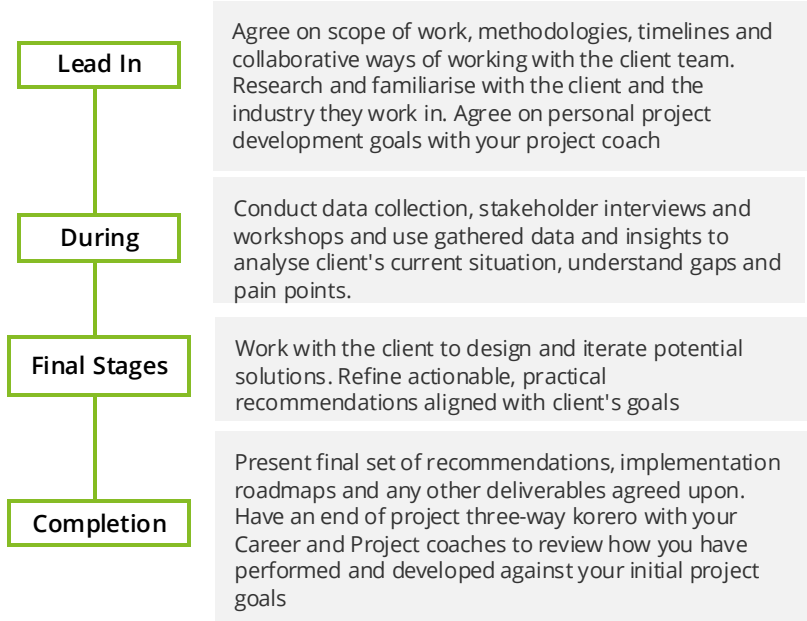 Lead In
Agree on scope of work, methodologies, timelines and
collaborative ways of working with the client team.
Research and familiarise with the client and the
industry they work in. Agree on personal project
development goals with your project coach
During
Conduct data collection, stakeholder interviews and
workshops and use gathered data and insights to
analyse client's current situation, understand gaps and
pain points.
Final Stages
Work with the client to design and iterate potential
solutions. Refine actionable, practical
recommendations aligned with client's goals
Completion
Present final set of recommendations, implementation
roadmaps and any other deliverables agreed upon.
Have an end of project three-way korero with your
Career and Project coaches to review how you have
performed and developed against your initial project
goals